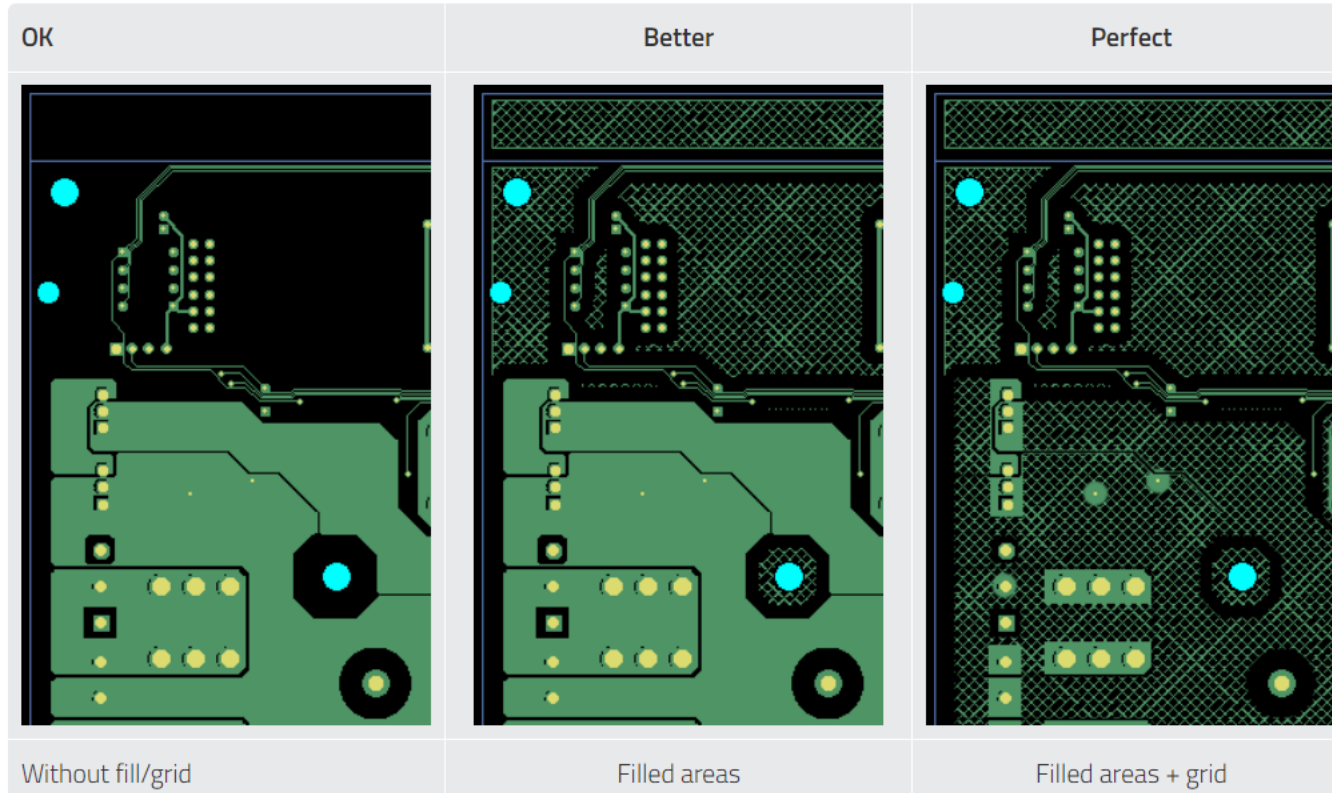 OK
Better
Perfect
Without fill/grid
Filled areas
Filled areas + grid